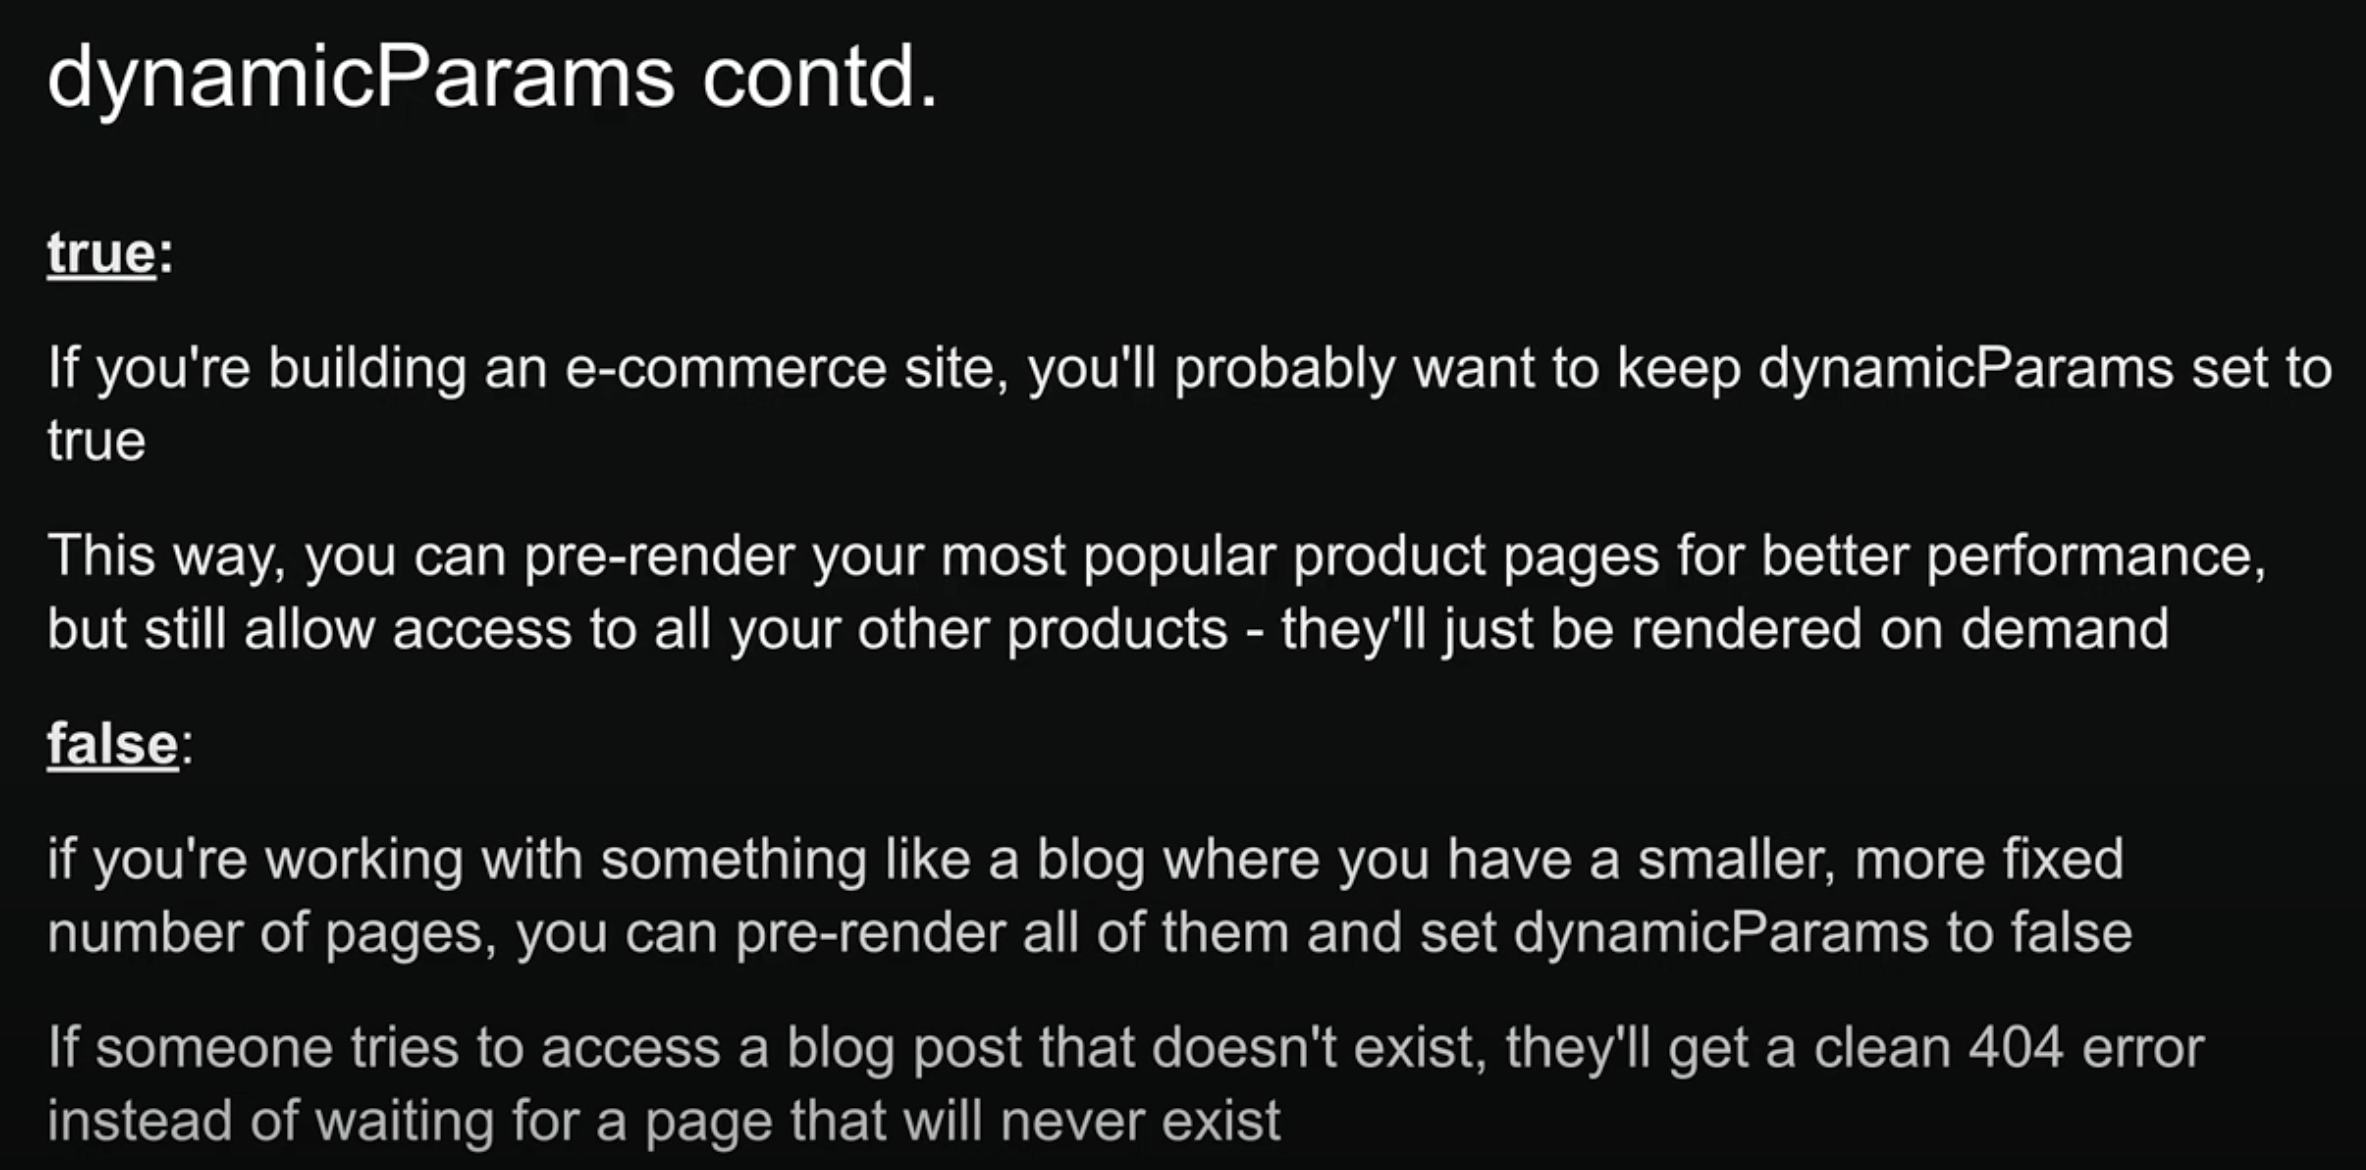 dynamicParams contd.
true:
If you're building an e-commerce site, you'll probably want to keep dynamicParams set to
true
This way, you can pre-render your most popular product pages for better performance,
but still allow access to all your other products - they'll just be rendered on demand
false:
if you're working with something like a blog where you have a smaller, more fixed
number of pages, you can pre-render all of them and set dynamicParams to false
If someone tries to access a blog post that doesn't exist, they'll get a clean 404 error
instead of waiting for a page that will never exist